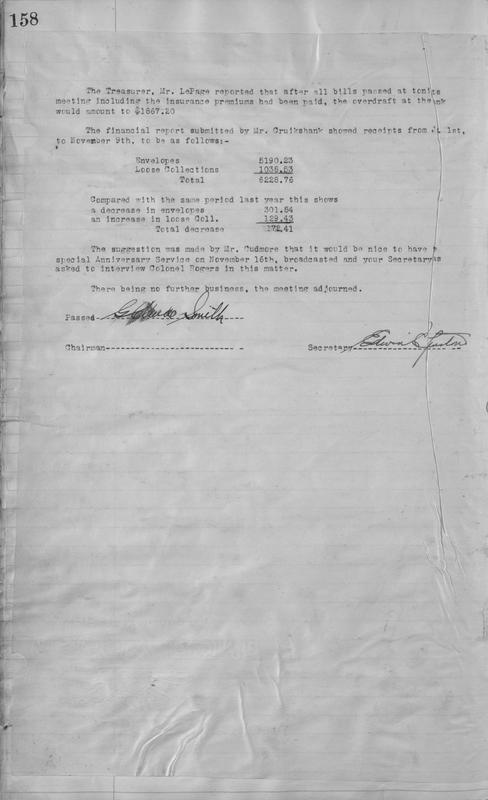 158
The Treasurer, Mr. LePage reported that after all bills passed at
meeting including the insurance premiums had been paid, the overdraft at the
would amount to $1867.20
The financial report submitted by Mr. Cruikshank showed receipts from 1st,
to November 9th, to be as follows:-
Envelopes 5190.23
Loose Collections 1038.53
Total 6228.76
Compared with the same period last year this shows
a decrease in envelopes 301.84
an increase in loose Coll. 129.43
Total decrease 172.41
The suggestion was made by Mr. Cudmore that it would be nice to have
special Anniversary Service on November 16th, broadcasted and your Secretary
asked to interview Colonel Rogers in this matter.
There being no further business, the meeting adjourned.
Passed Smith
Chairman Secretary Edwin C.